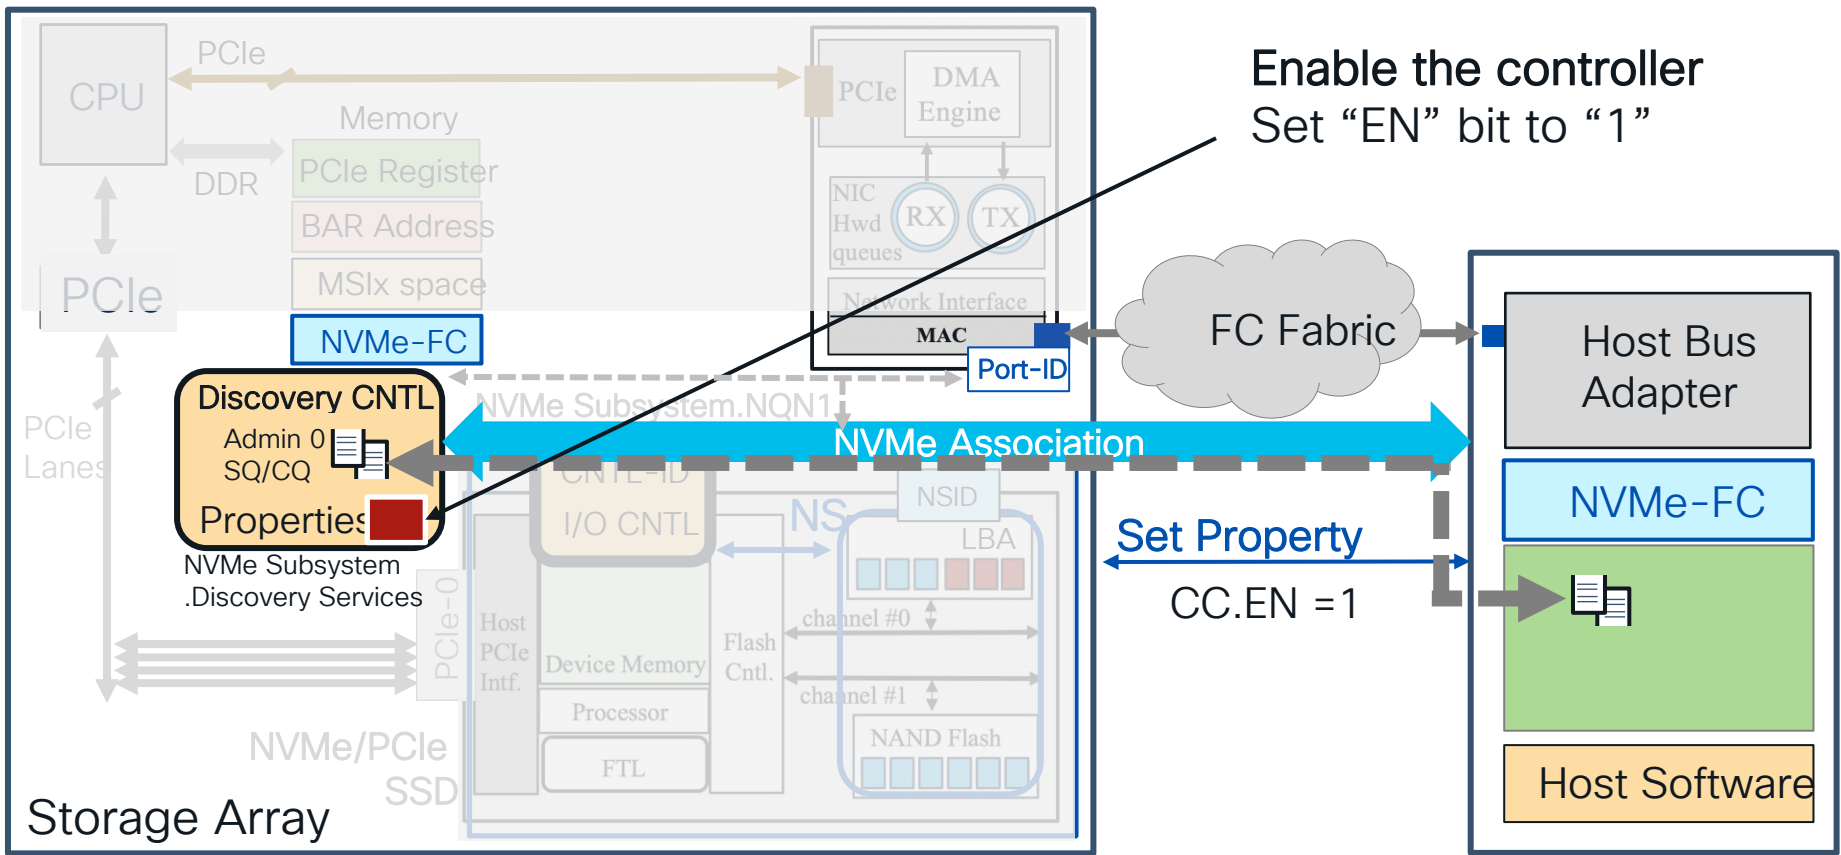 PCIe
CPU
Memory
DDR
PCIe Register
BAR Address
MSIx space
PCIe
NVMe-FC
PCIe
DMA
Engine
NIC
Hwd
queues
RX
TX
Network Interface
MAC
Port-ID
Enable the controller
Set “EN” bit to “1”
FC Fabric
Host Bus
Adapter
NVMe-FC
Host Software
Discovery CNTL
Admin 0
SQ/CQ
Properties
NVMe Subsystem
.Discovery Services
NVMe Subsystem.NQN1
NVMe Association
PCIe
Lanes
CNTL-ID
I/O CNTL
NS
NSID
LBA
Set Property
CC.EN =1
PCIe-0
Host
PCIe
Intf.
Device Memory
Processor
FTL
Flash
Cntl.
channel #0
channel #1
NAND Flash
NVMe/PCIe
SSD
Storage Array